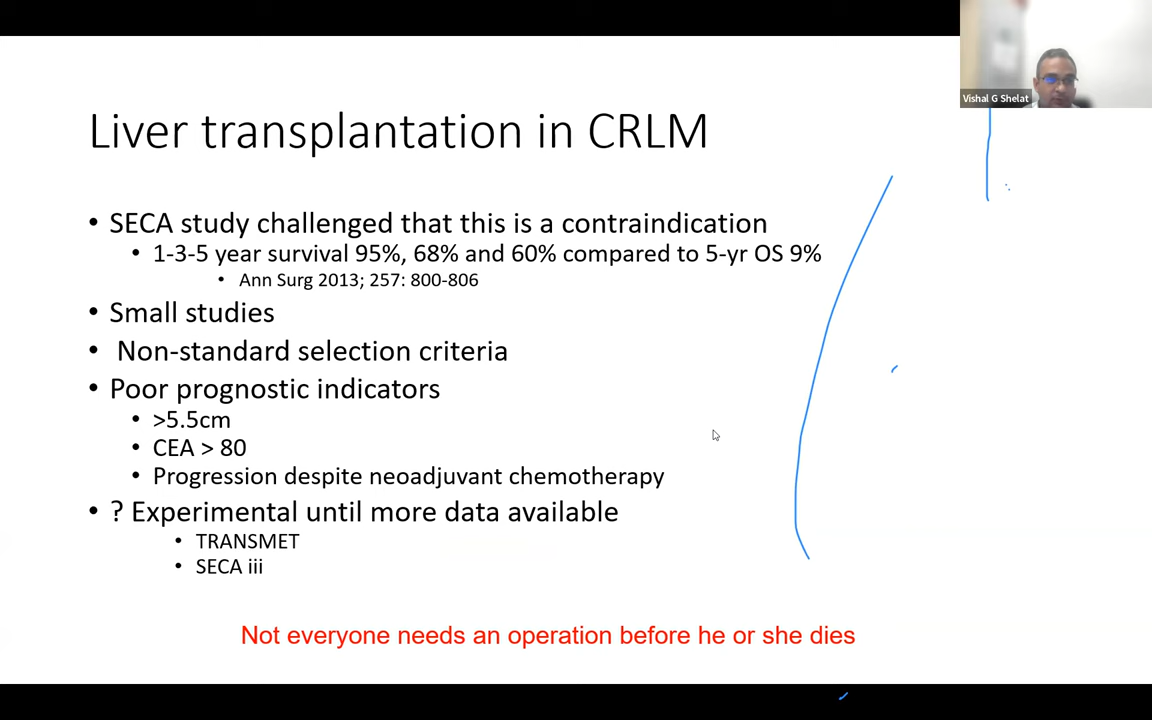 Vishal G Shelat
Liver transplantation in CRLM
• SECA study challenged that this is a contraindication
• 1-3-5 year survival 95%, 68% and 60% compared to 5-yr OS 9%
• Ann Surg 2013; 257: 800-806
• Small studies
• Non-standard selection criteria
• Poor prognostic indicators
• >5.5cm
• CEA > 80
• Progression despite neoadjuvant chemotherapy
• ? Experimental until more data available
• TRANSMET
• SECA iii
Not everyone needs an operation before he or she dies